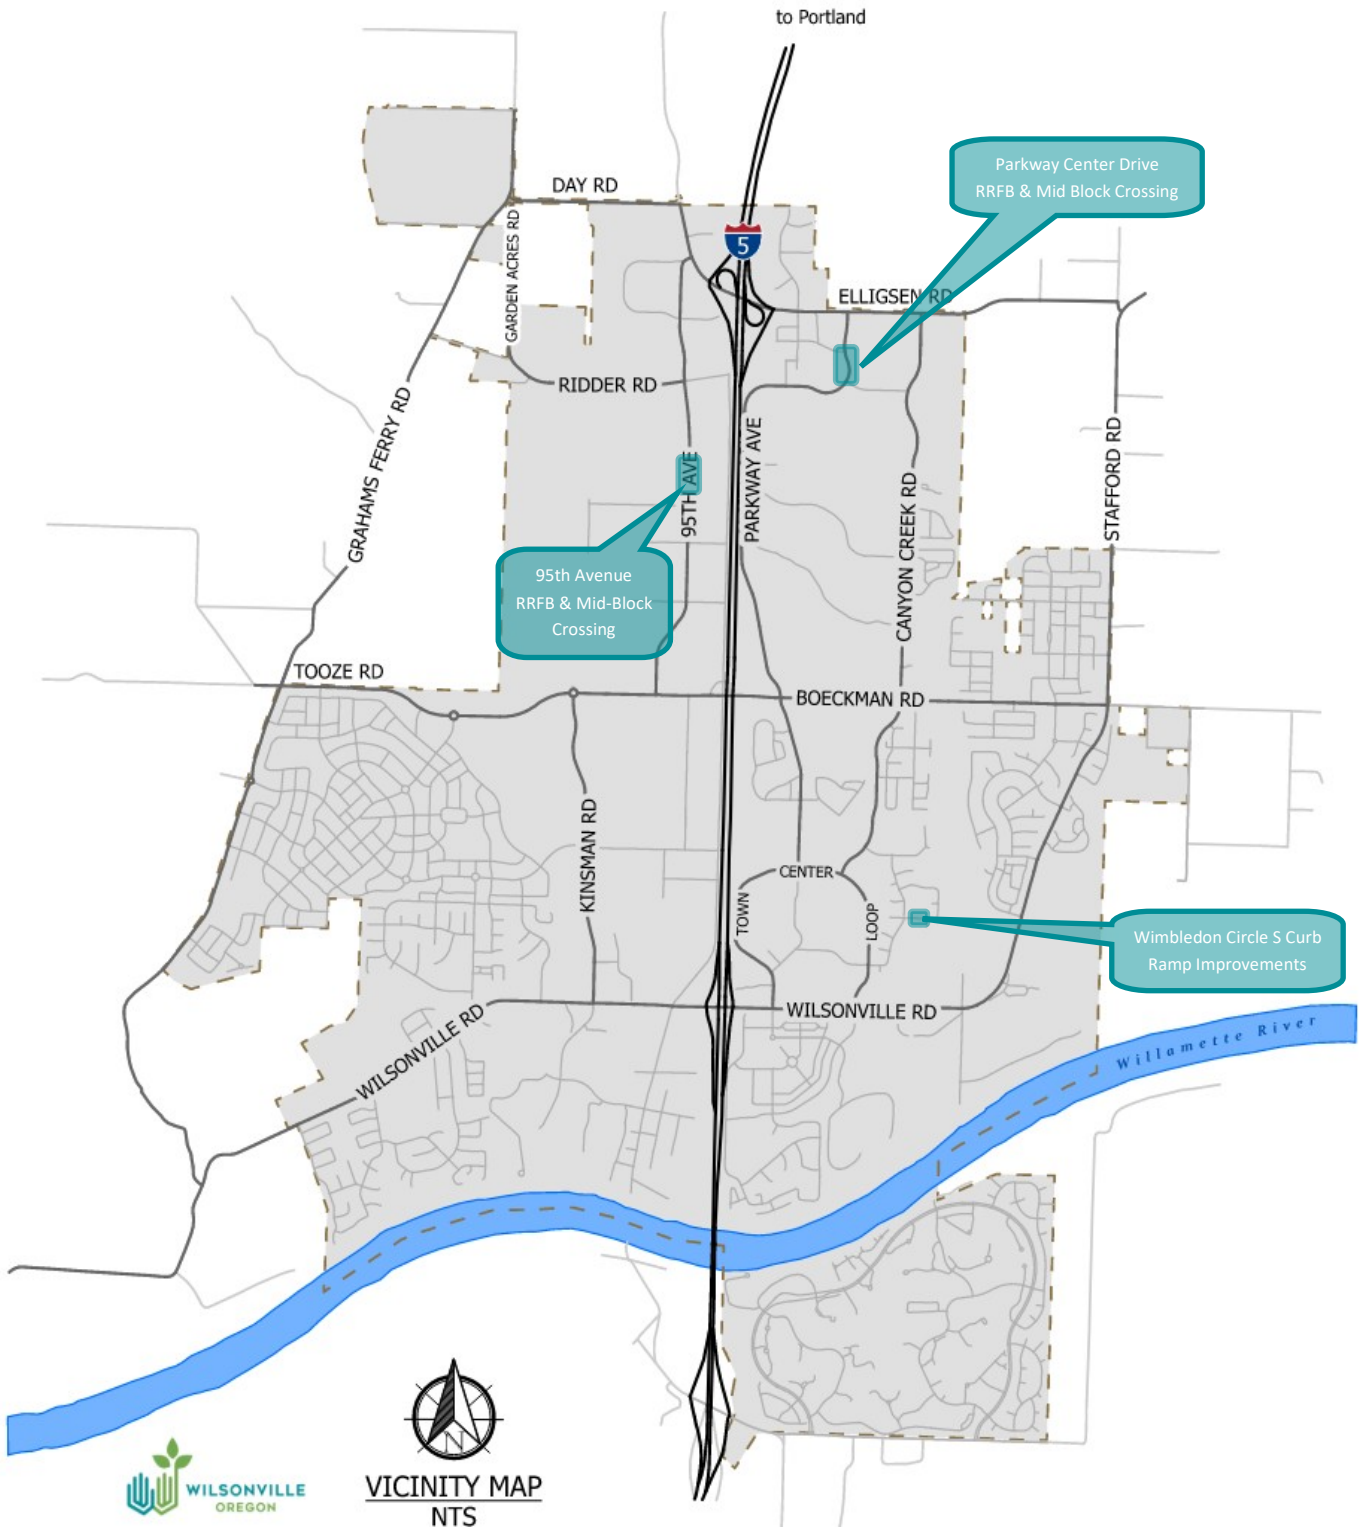 to Portland
Parkway Center Drive
RRFB & Mid Block Crossing
DAY RD
GARDEN ACRES RD
5
ELLIGSEN RD
RIDDER RD
GRAHAMS FERRY RD
95TH AVE
PARKWAY AVE
CANYON CREEK RD
STAFFORD RD
95th Avenue
RRFB & Mid-Block
Crossing
TOOZE RD
BOECKMAN RD
KINSMAN RD
CENTER
TOWN
LOOP
Wimbledon Circle S Curb
Ramp Improvements
WILSONVILLE RD
WILSONVILLE RD
Willamette River
N
WILSONVILLE
OREGON
VICINITY MAP
NTS